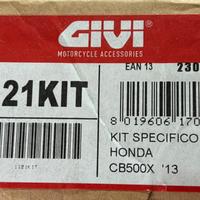 GIVI
MOTORCYCLE ACCESSORIES
EAN 13
230
21KIT
8 019606 170
KIT SPECIFICO
HONDA
CB500X '13